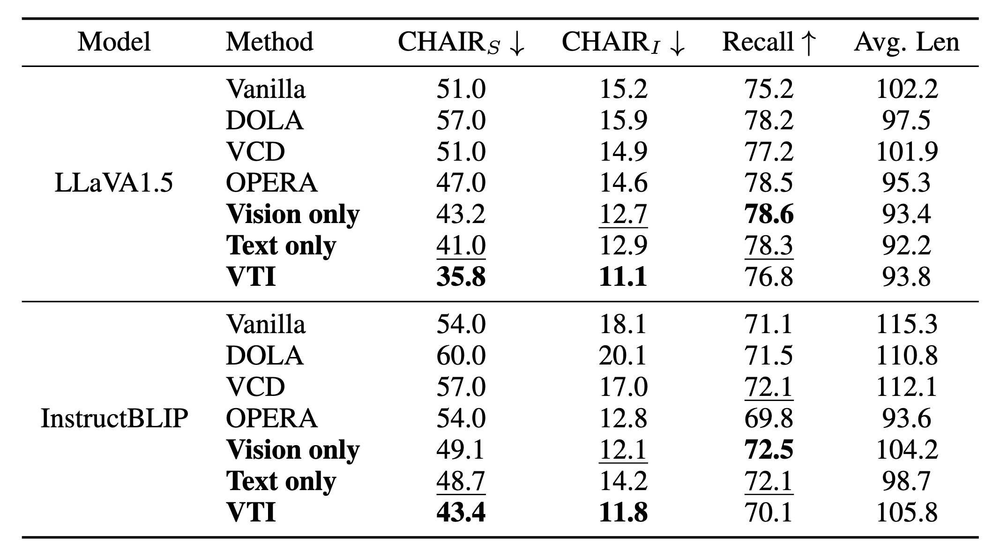 Model Method CHAIR_S ↓ CHAIR_I ↓ Recall ↑ Avg. Len
Vanilla 51.0 15.2 75.2 102.2
DOLA 57.0 15.9 78.2 97.5
VCD 51.0 14.9 77.2 101.9
LLaVA1.5 OPERA 47.0 14.6 78.5 95.3
Vision only 43.2 12.7 78.6 93.4
Text only 41.0 12.9 78.3 92.2
VTI 35.8 11.1 76.8 93.8
Vanilla 54.0 18.1 71.1 115.3
DOLA 60.0 20.1 71.5 110.8
VCD 57.0 17.0 72.1 112.1
InstructBLIP OPERA 54.0 12.8 69.8 93.6
Vision only 49.1 12.1 72.5 104.2
Text only 48.7 14.2 72.1 98.7
VTI 43.4 11.8 70.1 105.8